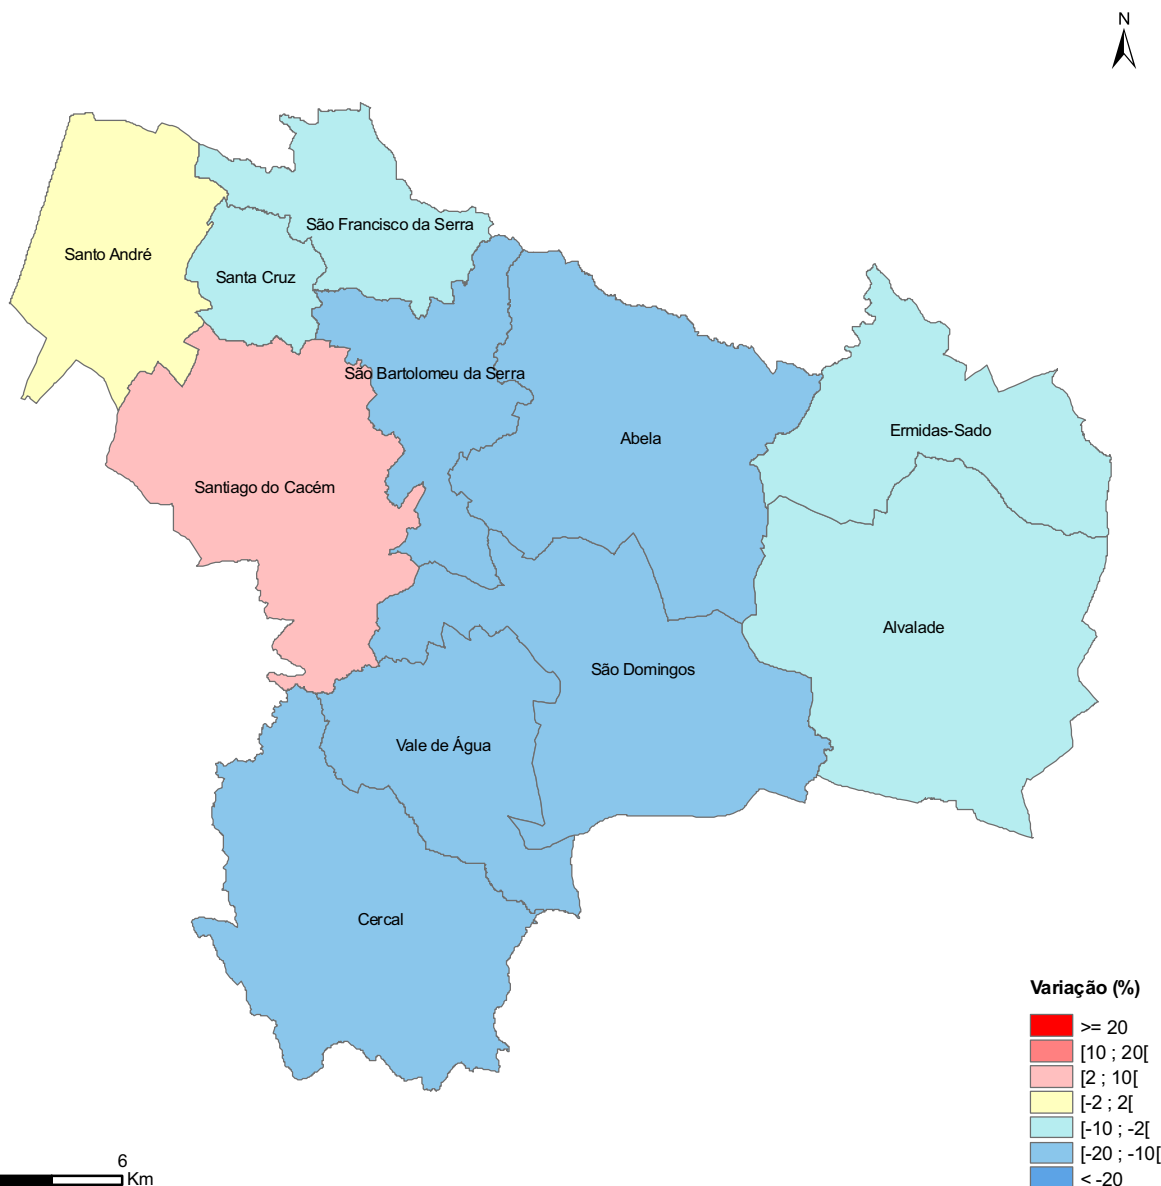 N
São Francisco da Serra
Santo André
Santa Cruz
São Bartolomeu da Serra
Abela
Ermidas-Sado
Santiago do Cacém
Alvalade
São Domingos
Vale de Água
Cercal
Variação (%)
>= 20
[10 ; 20[
[2 ; 10[
[-2 ; 2[
[-10 ; -2[
[-20 ; -10[
< -20
6
Km